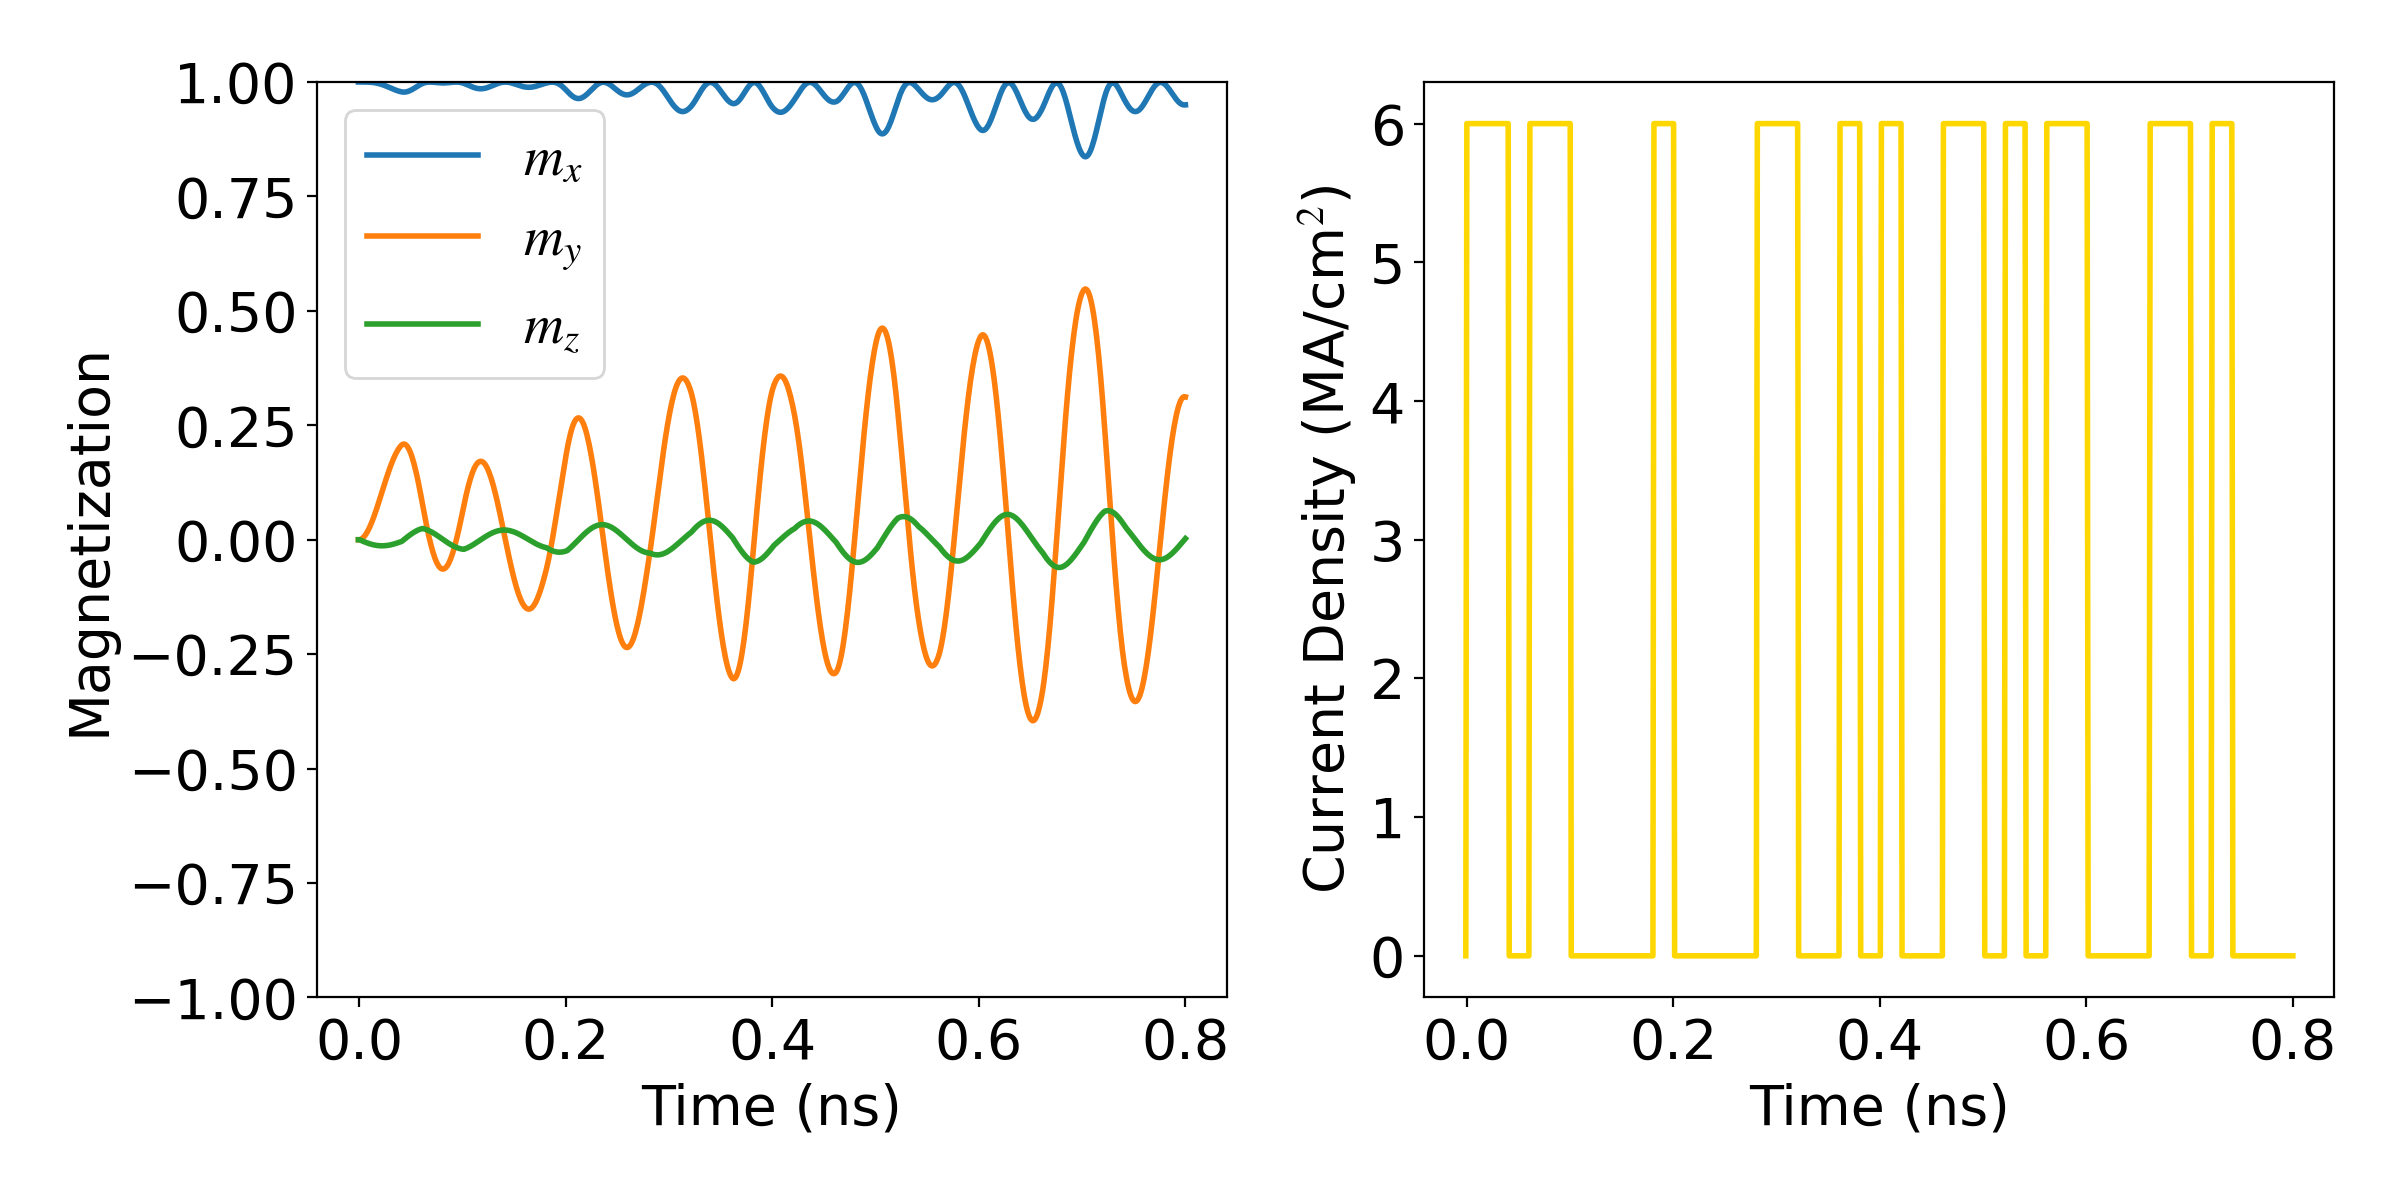 1.00
0.75
0.50
0.25
0.00
−0.25
−0.50
−0.75
−1.00
Magnetization
m_x
m_y
m_z
0.0 0.2 0.4 0.6 0.8
Time (ns)
6
5
4
3
2
1
0
Current Density (MA/cm²)
0.0 0.2 0.4 0.6 0.8
Time (ns)